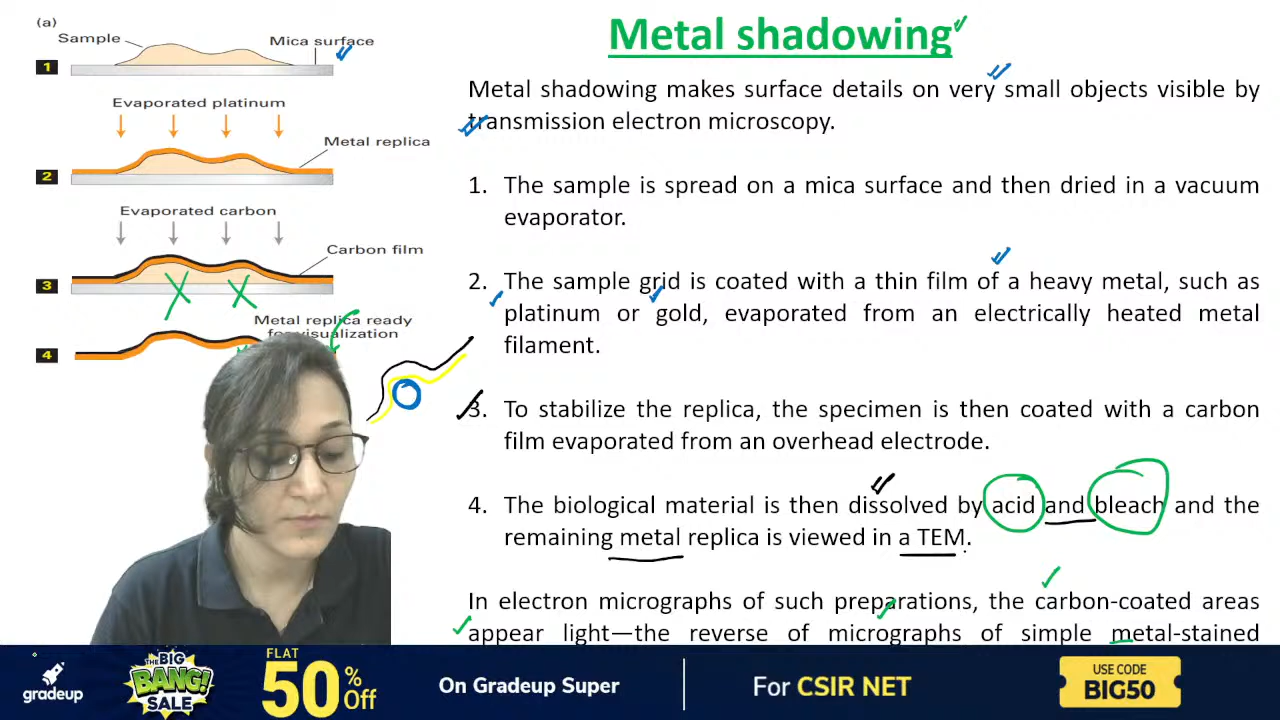 (a)
Sample
Mica surface
1
Evaporated platinum
Metal replica
2
Evaporated carbon
Carbon film
3
Metal replica ready
visualization
4
Metal shadowing
Metal shadowing makes surface details on very small objects visible by
transmission electron microscopy.
1. The sample is spread on a mica surface and then dried in a vacuum
evaporator.
2. The sample grid is coated with a thin film of a heavy metal, such as
platinum or gold, evaporated from an electrically heated metal
filament.
3. To stabilize the replica, the specimen is then coated with a carbon
film evaporated from an overhead electrode.
4. The biological material is then dissolved by acid and bleach and the
remaining metal replica is viewed in a TEM.
In electron micrographs of such preparations, the carbon-coated areas
appear light—the reverse of micrographs of simple metal-stained
gradeup
THE BIG
BANG!
SALE
FLAT
50% Off
On Gradeup Super
For CSIR NET
USE CODE
BIG50